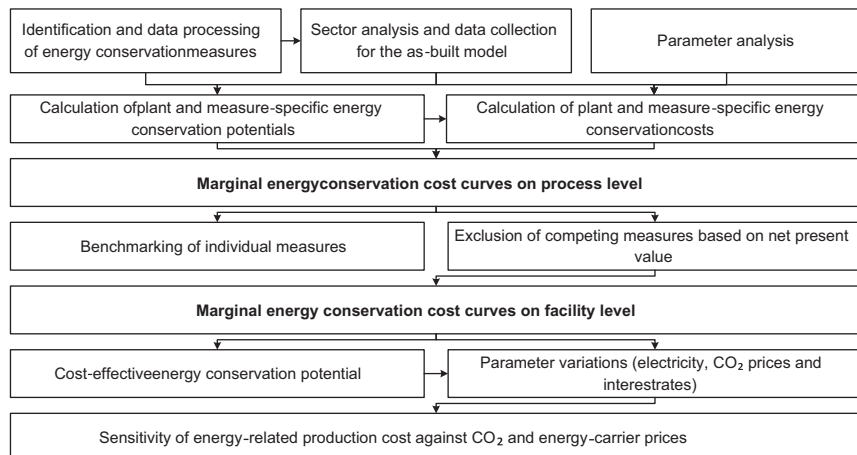 Identification and data processing
of energy conservationmeasures
Sector analysis and data collection
for the as-built model
Parameter analysis
Calculation ofplant and measure-specific energy
conservation potentials
Calculation of plant and measure-specific energy
conservationcosts
Marginal energyconservation cost curves on process level
Benchmarking of individual measures
Exclusion of competing measures based on net present
value
Marginal energy conservation cost curves on facility level
Cost-effectiveenergy conservation potential
Parameter variations (electricity, CO₂ prices and
interestrates)
Sensitivity of energy-related production cost against CO₂ and energy-carrier prices